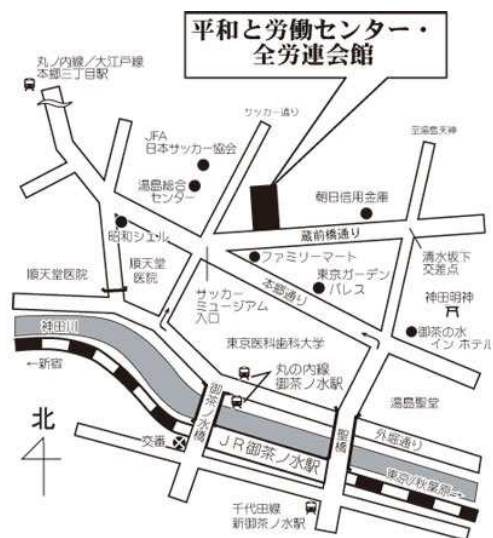 平和と労働センター・
全労連会館
丸ノ内線／大江戸線
本郷三丁目駅
サッカー通り
至湯島天神
JFA
日本サッカー協会
湯島総合
センター
朝日信用金庫
昭和シェル
蔵前橋通り
順天堂医院
順天堂
医院
ファミリーマート
清水坂下
交差点
サッカー
ミュージアム
入口
本郷通り
東京ガーデン
パレス
神田明神
神田川
東京医科歯科大学
御茶の水
イン ホテル
←新宿
丸の内線
御茶ノ水駅
湯島聖堂
御茶ノ水橋
外堀通り
北
聖橋
交番
JR御茶ノ水駅
東京/秋葉原→
千代田線
新御茶ノ水駅